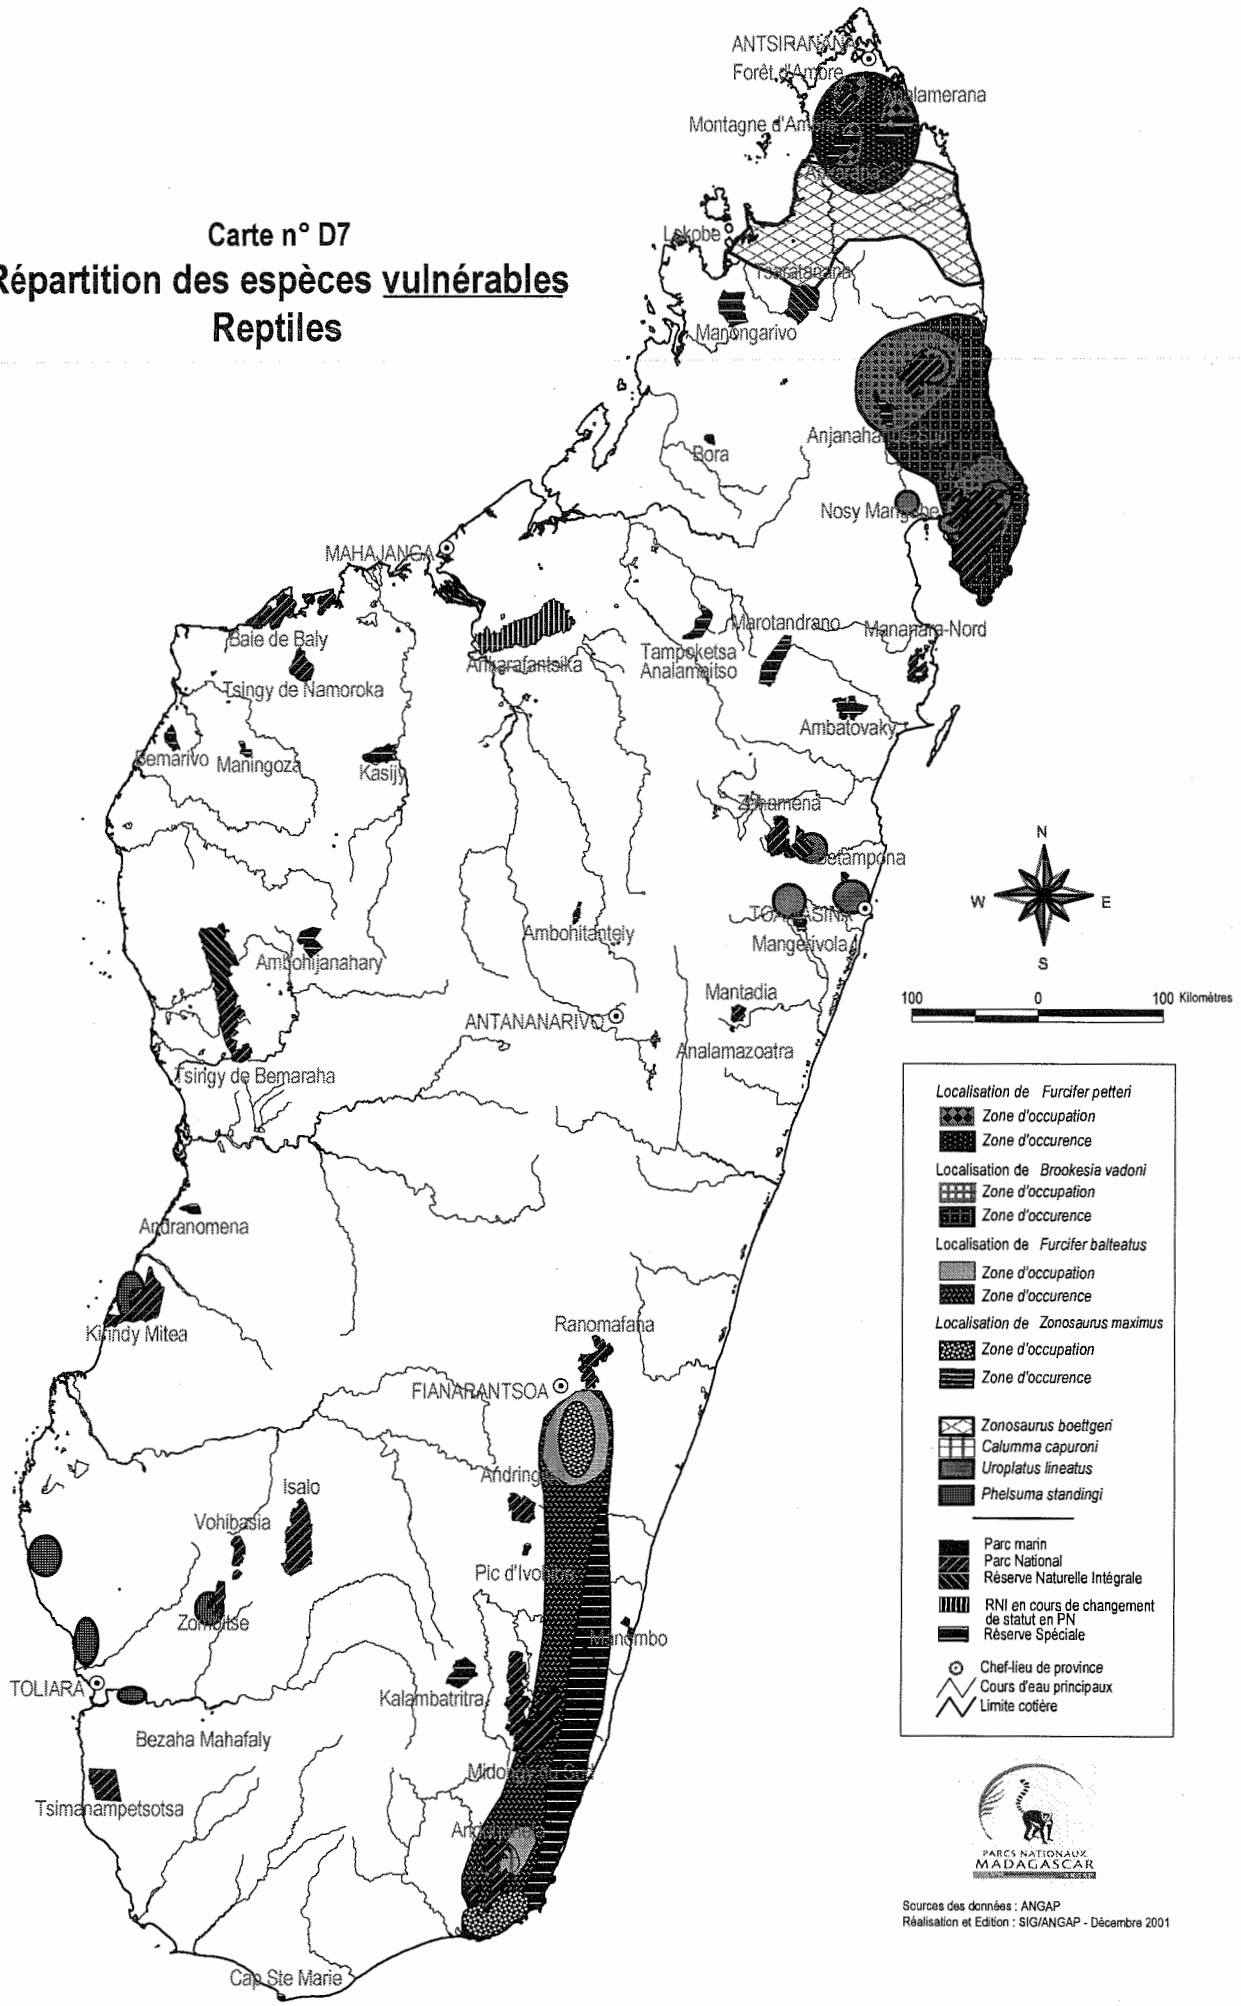 Carte n° D7
Répartition des espèces vulnérables
Reptiles
ANTSIRANANA
Forêt d'Ambre
Analamerana
Montagne d'Ambre
Ankarana
Lokobe
Tsaratanana
Manongarivo
Anjanaharibe-Sud
Bora
Nosy Mangabe
MAHAJANGA
Baie de Baly
Ankarafantsika
Marotandrano
Mananara-Nord
Tampoketsa
Analamaitso
Tsingy de Namoroka
Ambatovaky
Bemarivo
Maningoza
Kasijy
Zahamena
Betampona
TOAMASINA
Mangerivola
Ambohitantely
Ambohijanahary
Mantadia
ANTANANARIVO
Analamazoatra
Tsingy de Bemaraha
Andranomena
Kirindy Mitea
Ranomafana
FIANARANTSOA
Andringitra
Isalo
Vohibasia
Pic d'Ivohibe
Zombitse
Manombo
TOLIARA
Kalambatritra
Bezaha Mahafaly
Midongy du Sud
Tsimanampetsotsa
Andohahela
Cap Ste Marie
N
W
E
S
100
0
100 Kilomètres
Localisation de Furcifer petteri
Zone d'occupation
Zone d'occurence
Localisation de Brookesia vadoni
Zone d'occupation
Zone d'occurence
Localisation de Furcifer balteatus
Zone d'occupation
Zone d'occurence
Localisation de Zonosaurus maximus
Zone d'occupation
Zone d'occurence
Zonosaurus boettgeri
Calumma capuroni
Uroplatus lineatus
Phelsuma standingi
Parc marin
Parc National
Réserve Naturelle Intégrale
RNI en cours de changement
de statut en PN
Réserve Spéciale
Chef-lieu de province
Cours d'eau principaux
Limite cotière
PARCS NATIONAUX
MADAGASCAR
Sources des données : ANGAP
Réalisation et Edition : SIG/ANGAP - Décembre 2001